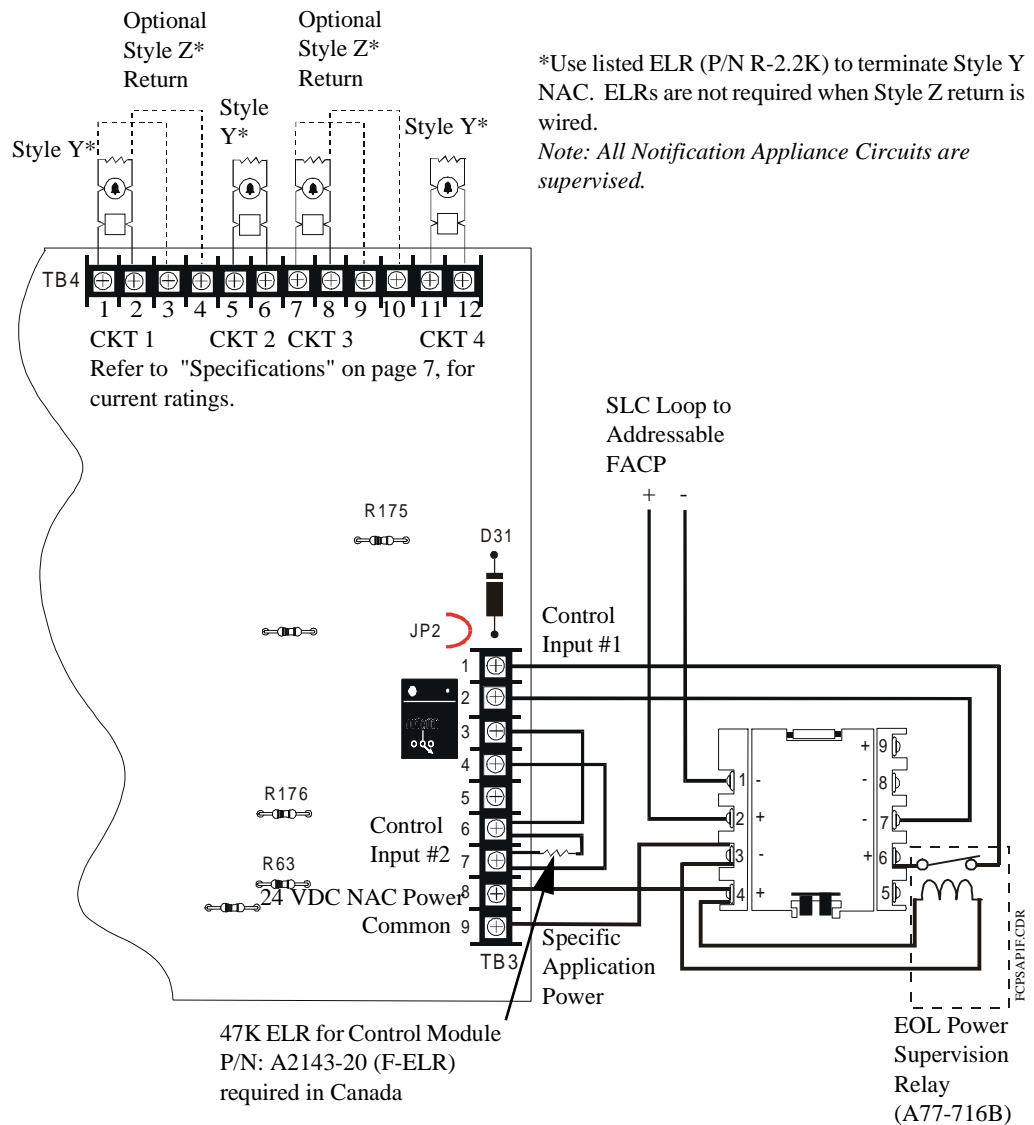 Optional
Style Z*
Return
Optional
Style Z*
Return
*Use listed ELR (P/N R-2.2K) to terminate Style Y
NAC. ELRs are not required when Style Z return is
wired.
Note: All Notification Appliance Circuits are
supervised.
Style Y*
Style
Y*
Style Y*
TB4
1 2 3 4 5 6 7 8 9 10 11 12
CKT 1 CKT 2 CKT 3 CKT 4
Refer to "Specifications" on page 7, for
current ratings.
SLC Loop to
Addressable
FACP
+ -
R175
D31
JP2
Control
Input #1
1
2
3
4
5
6
7
8
9
R176
Control
Input #2
R63
24 VDC NAC Power
Common
TB3
Specific
Application
Power
1 -
2 +
3 -
4 +
+ 9
- 8
- 7
+ 6
5
47K ELR for Control Module
P/N: A2143-20 (F-ELR)
required in Canada
EOL Power
Supervision
Relay
(A77-716B)
FCPSAPIF.CDR